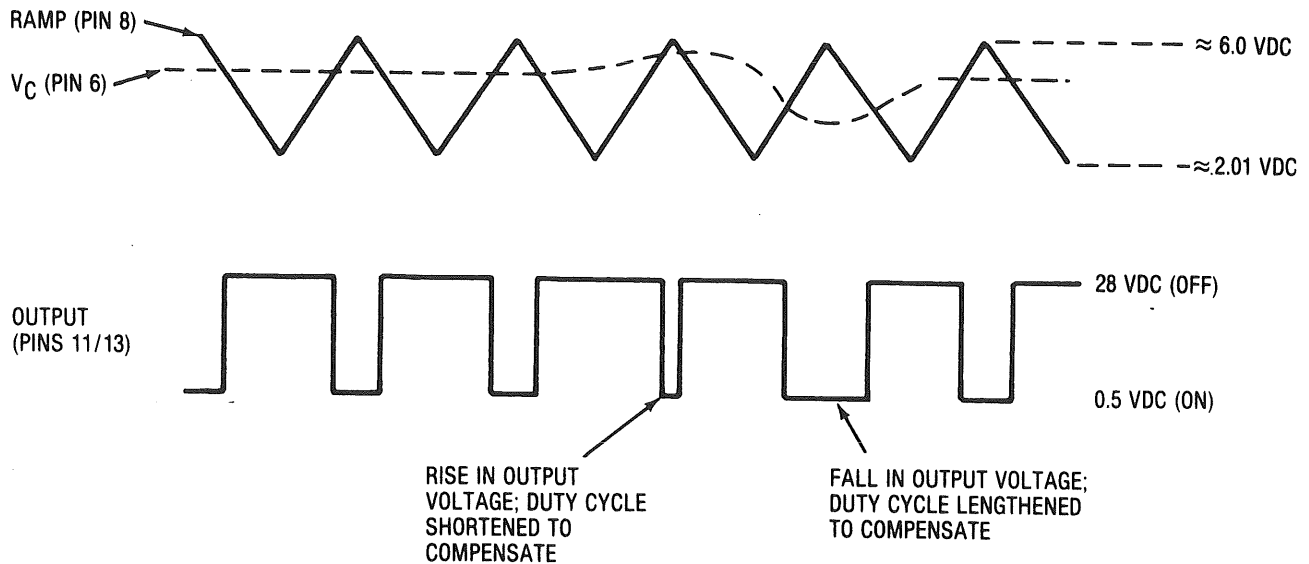 RAMP (PIN 8)
≈ 6.0 VDC
VC (PIN 6)
≈.2.01 VDC
28 VDC (OFF)
OUTPUT
(PINS 11/13)
0.5 VDC (ON)
RISE IN OUTPUT
VOLTAGE; DUTY CYCLE
SHORTENED TO
COMPENSATE
FALL IN OUTPUT VOLTAGE;
DUTY CYCLE LENGTHENED
TO COMPENSATE